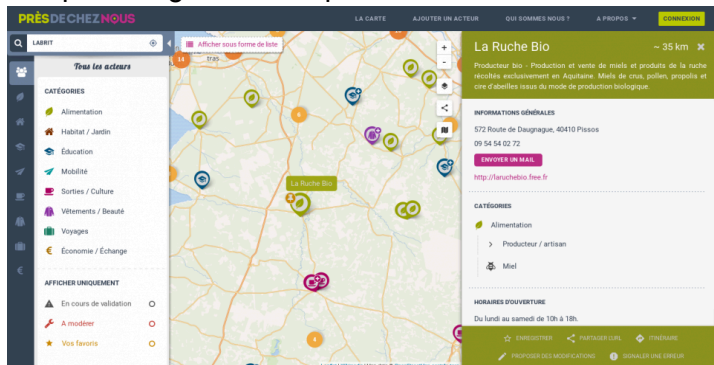 PRÈSDECHEZNOUS
LA CARTE
AJOUTER UN ACTEUR
QUI SOMMES NOUS ?
A PROPOS
CONNEXION
LABRIT
Tous les acteurs
CATÉGORIES
Alimentation
Habitat / Jardin
Éducation
Mobilité
Sorties / Culture
Vêtements / Beauté
Voyages
Économie / Échange
AFFICHER UNIQUEMENT
En cours de validation
A modérer
Vos favoris
Afficher sous forme de liste
14
tras
6
La Ruche Bio
4
+
-
La Ruche Bio
~ 35 km
Producteur bio - Production et vente de miels et produits de la ruche
récoltés exclusivement en Aquitaine. Miels de crus, pollen, propolis et
cire d'abeilles issus du mode de production biologique.
INFORMATIONS GÉNÉRALES
572 Route de Daugnague, 40410 Pissos
09 54 54 02 72
ENVOYER UN MAIL
http://laruchebio.free.fr
CATÉGORIES
Alimentation
Producteur / artisan
Miel
HORAIRES D'OUVERTURE
Du lundi au samedi de 10h à 18h.
ENREGISTRER
PARTAGER L'URL
ITINÉRAIRE
PROPOSER DES MODIFICATIONS
SIGNALER UNE ERREUR